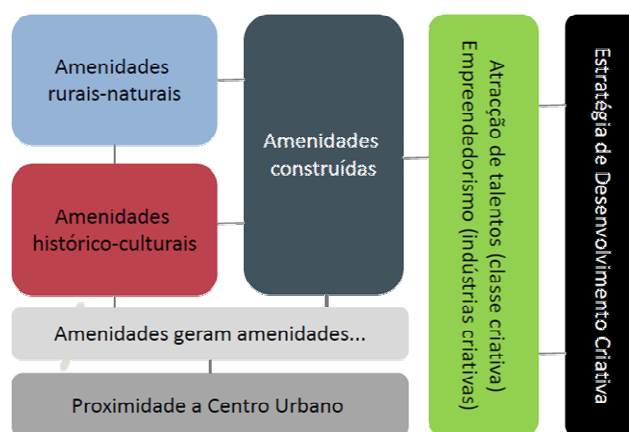 Amenidades
rurais-naturais
Amenidades
construídas
Amenidades
histórico-culturais
Amenidades geram amenidades...
Proximidade a Centro Urbano
Atracção de talentos (classe criativa)
Empreendedorismo (indústrias criativas)
Estratégia de Desenvolvimento Criativa